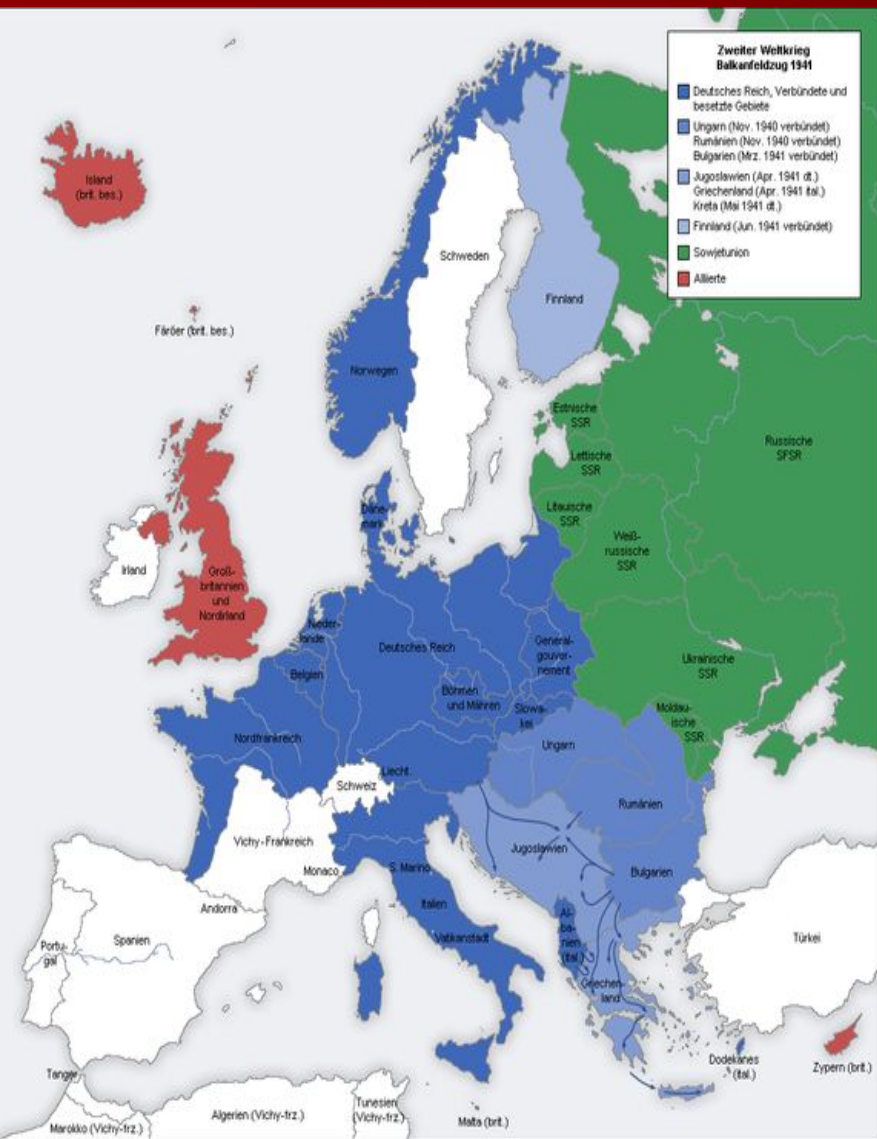 Zweiter Weltkrieg
Balkanfeldzug 1941
Deutsches Reich, Verbündete und
besetzte Gebiete
Ungarn (Nov. 1940 verbündet)
Rumänien (Nov. 1940 verbündet)
Bulgarien (Mrz. 1941 verbündet)
Jugoslawien (Apr. 1941 dt.)
Griechenland (Apr. 1941 ital.)
Kreta (Mai 1941 dt.)
Finnland (Jun. 1941 verbündet)
Sowjetunion
Alliierte
Island
(brit. bes.)
Schweden
Finnland
Färöer (brit. bes.)
Norwegen
Estnische
SSR
Lettische
SSR
Russische
SFSR
Litauische
SSR
Däne-
mark
Weiß-
russische
SSR
Irland
Groß-
britannien
und
Nordirland
Nieder-
lande
Deutsches Reich
General-
gouver-
nement
Belgien
Ukrainische
SSR
Böhmen
und Mähren
Slowa-
kei
Moldau-
ische
SSR
Nordfrankreich
Ungarn
Liecht.
Schweiz
Rumänien
Vichy-Frankreich
Jugoslawien
Monaco
S. Marino
Bulgarien
Andorra
Italien
Al-
ba-
nien
(ital.)
Portu-
gal
Spanien
Vatikanstadt
Türkei
Griechen-
land
Dodekanes
(ital.)
Zypern (brit.)
Tanger
Marokko (Vichy-frz.)
Algerien (Vichy-frz.)
Tunesien
(Vichy-frz.)
Malta (brit.)